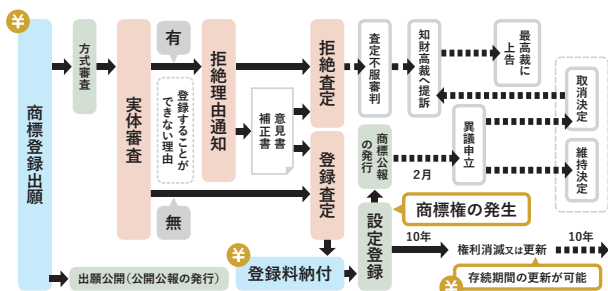 ¥
商標登録出願
方式審査
実体審査
有
登録することが
できない理由
無
拒絶理由通知
意見書
補正書
拒絶査定
登録査定
査定不服審判
知財高裁へ提訴
最高裁に
上告
取消決定
維持決定
異議申立
商標公報
の発行
2月
設定登録
商標権の発生
10年
権利消滅又は更新
10年
¥
存続期間の更新が可能
¥
登録料納付
出願公開(公開公報の発行)